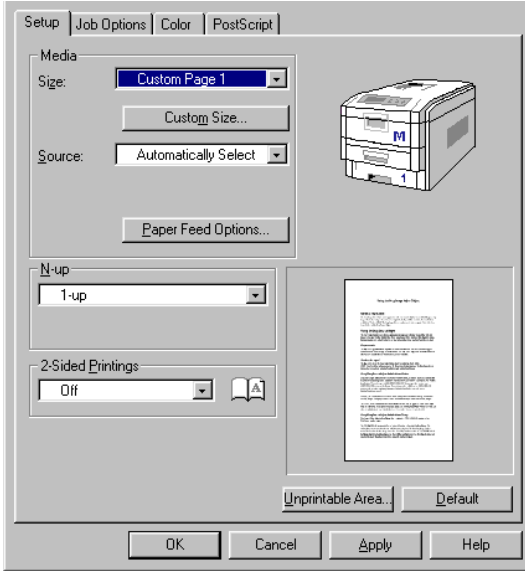 Setup Job Options Color PostScript
Media
Size: Custom Page 1
Custom Size...
Source: Automatically Select
Paper Feed Options...
M
1
N-up
1-up
2-Sided Printings
Off
A
Unprintable Area... Default
OK Cancel Apply Help